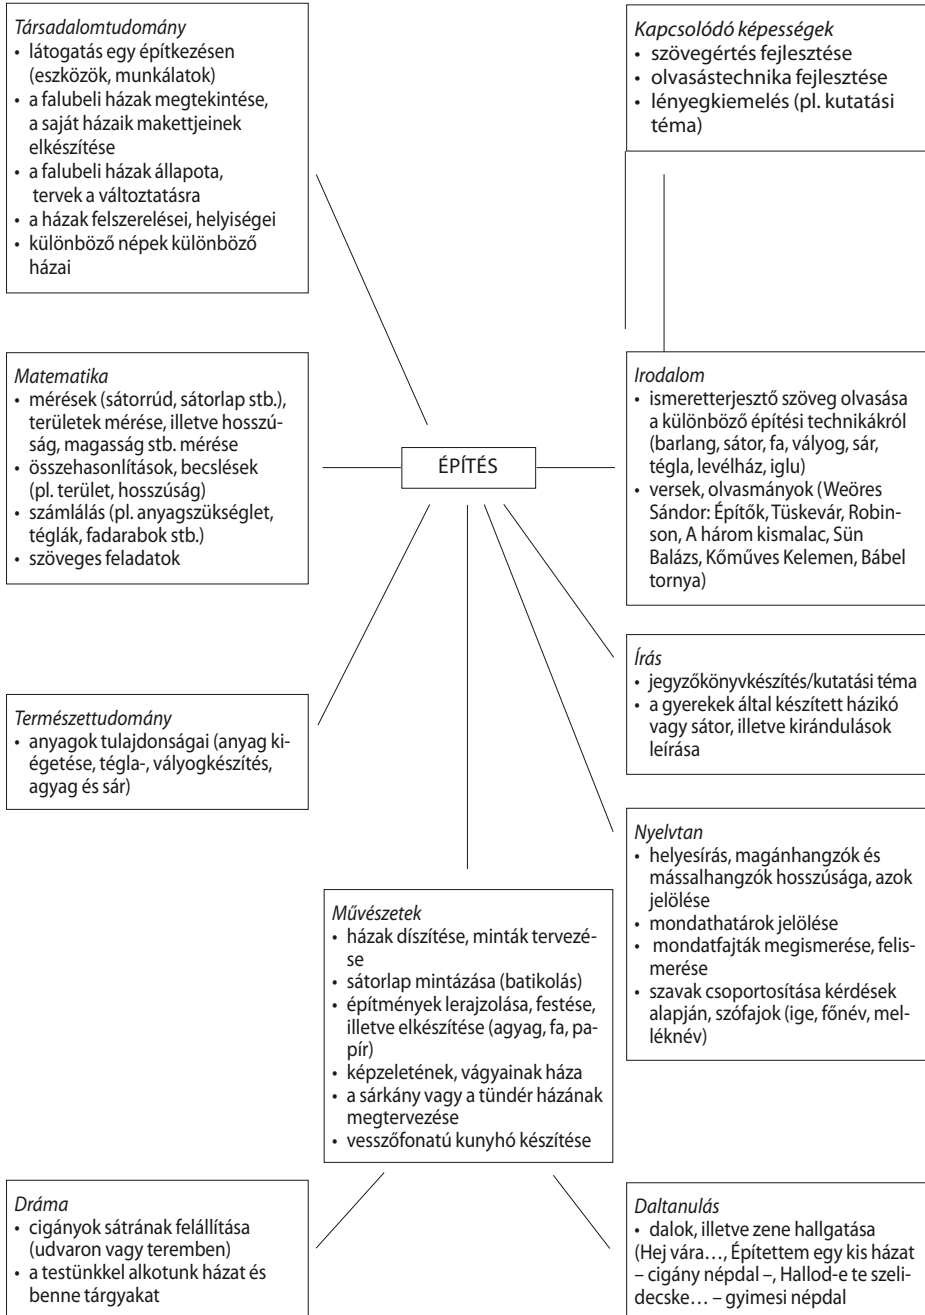 Társadalomtudomány
• látogatás egy építkezésen
(eszközök, munkálatok)
• a falubeli házak megtekintése,
a saját házaik makettjeinek
elkészítése
• a falubeli házak állapota,
tervek a változtatásra
• a házak felszerelései, helyiségei
• különböző népek különböző
házai
Kapcsolódó képességek
• szövegértés fejlesztése
• olvasástechnika fejlesztése
• lényegkiemelés (pl. kutatási
téma)
Matematika
• mérések (sátorrúd, sátorlap stb.),
területek mérése, illetve hosszú-
ság, magasság stb. mérése
• összehasonlítások, becslések
(pl. terület, hosszúság)
• számlálás (pl. anyagszükséglet,
téglák, fadarabok stb.)
• szöveges feladatok
ÉPÍTÉS
Irodalom
• ismeretterjesztő szöveg olvasása
a különböző építési technikákról
(barlang, sátor, fa, vályog, sár,
tégla, levélház, iglu)
• versek, olvasmányok (Weöres
Sándor: Építők, Tüskevár, Robin-
son, A három kismalac, Sün
Balázs, Kőműves Kelemen, Bábel
tornya)
Írás
• jegyzőkönyvkészítés/kutatási téma
• a gyerekek által készített házikó
vagy sátor, illetve kirándulások
leírása
Természettudomány
• anyagok tulajdonságai (anyag ki-
égetése, tégla-, vályogkészítés,
agyag és sár)
Nyelvtan
• helyesírás, magánhangzók és
mássalhangzók hosszúsága, azok
jelölése
• mondathatárok jelölése
• mondatfajták megismerése, felis-
merése
• szavak csoportosítása kérdések
alapján, szófajok (ige, főnév, mel-
léknév)
Művészetek
• házak díszítése, minták tervezé-
se
• sátorlap mintázása (batikolás)
• építmények lerajzolása, festése,
illetve elkészítése (agyag, fa, pa-
pír)
• képzeletének, vágyainak háza
• a sárkány vagy a tündér házának
megtervezése
• vesszőfonatú kunyhó készítése
Dráma
• cigányok sátrának felállítása
(udvaron vagy teremben)
• a testünkkel alkotunk házat és
benne tárgyakat
Daltanulás
• dalok, illetve zene hallgatása
(Hej vára…, Építettem egy kis házat
– cigány népdal –, Hallod-e te szeli-
decske… – gyimesi népdal